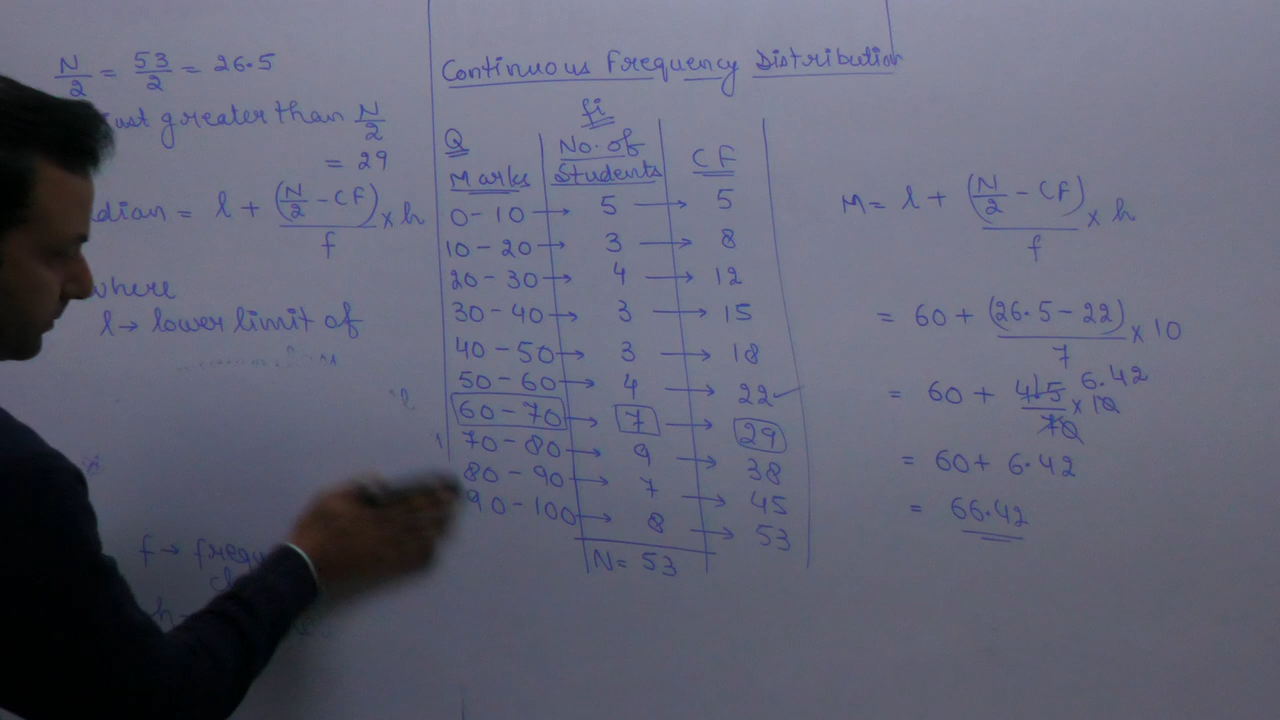 N/2 = 53/2 = 26.5
ust greater than N/2
= 29
dian = l + (N/2 - CF)/f x h
where
l → lower limit of
f → frequ
h
Continuous Frequency Distribution
fi
Q
Marks No. of Students CF
0-10 → 5 → 5
10-20 → 3 → 8
20-30 → 4 → 12
30-40 → 3 → 15
40-50 → 3 → 18
50-60 → 4 → 22 ✓
60-70 → 7 → 29
70-80 → 9 → 38
80-90 → 7 → 45
90-100 → 8 → 53
N = 53
M = l + (N/2 - CF)/f x h
= 60 + (26.5-22)/7 x 10
= 60 + 4.5/70 x 10 6.42
= 60 + 6.42
= 66.42